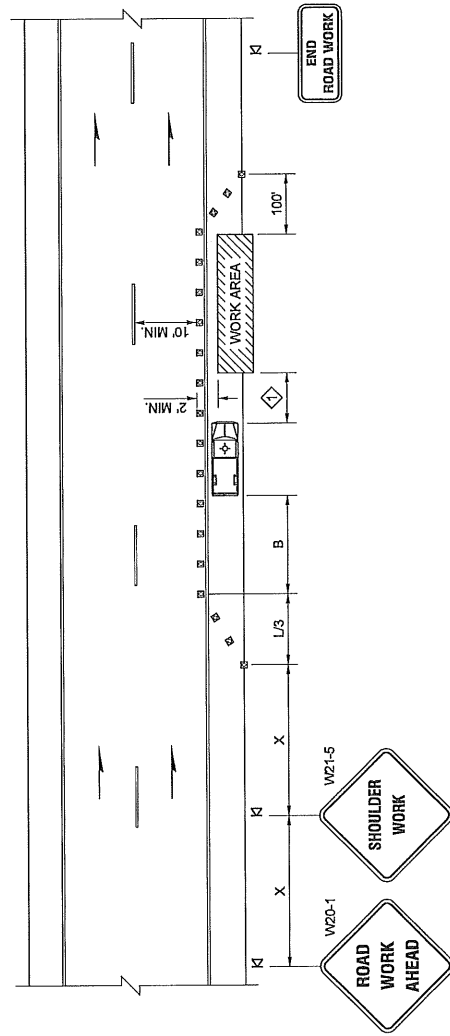 END
ROAD WORK
100'
10' MIN.
WORK AREA
2' MIN.
1
B
L/3
X
W21-5
SHOULDER
WORK
X
W20-1
ROAD
WORK
AHEAD